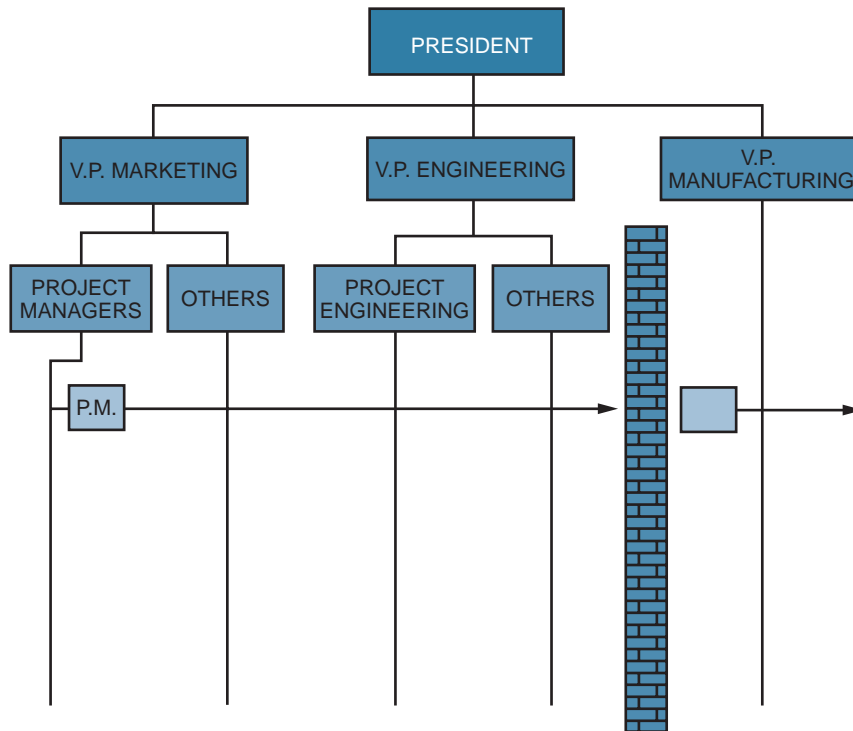 PRESIDENT
V.P. MARKETING
V.P. ENGINEERING
V.P.
MANUFACTURING
PROJECT
MANAGERS
OTHERS
PROJECT
ENGINEERING
OTHERS
P.M.